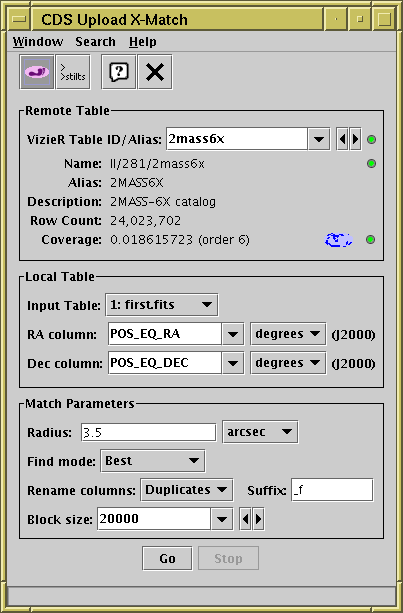 CDS Upload X-Match
Window Search Help
>_stilts
Remote Table
VizieR Table ID/Alias: 2mass6x
Name: II/281/2mass6x
Alias: 2MASS6X
Description: 2MASS-6X catalog
Row Count: 24,023,702
Coverage: 0.018615723 (order 6)
Local Table
Input Table: 1: first.fits
RA column: POS_EQ_RA degrees (J2000)
Dec column: POS_EQ_DEC degrees (J2000)
Match Parameters
Radius: 3.5 arcsec
Find mode: Best
Rename columns: Duplicates Suffix: _f
Block size: 20000
Go Stop